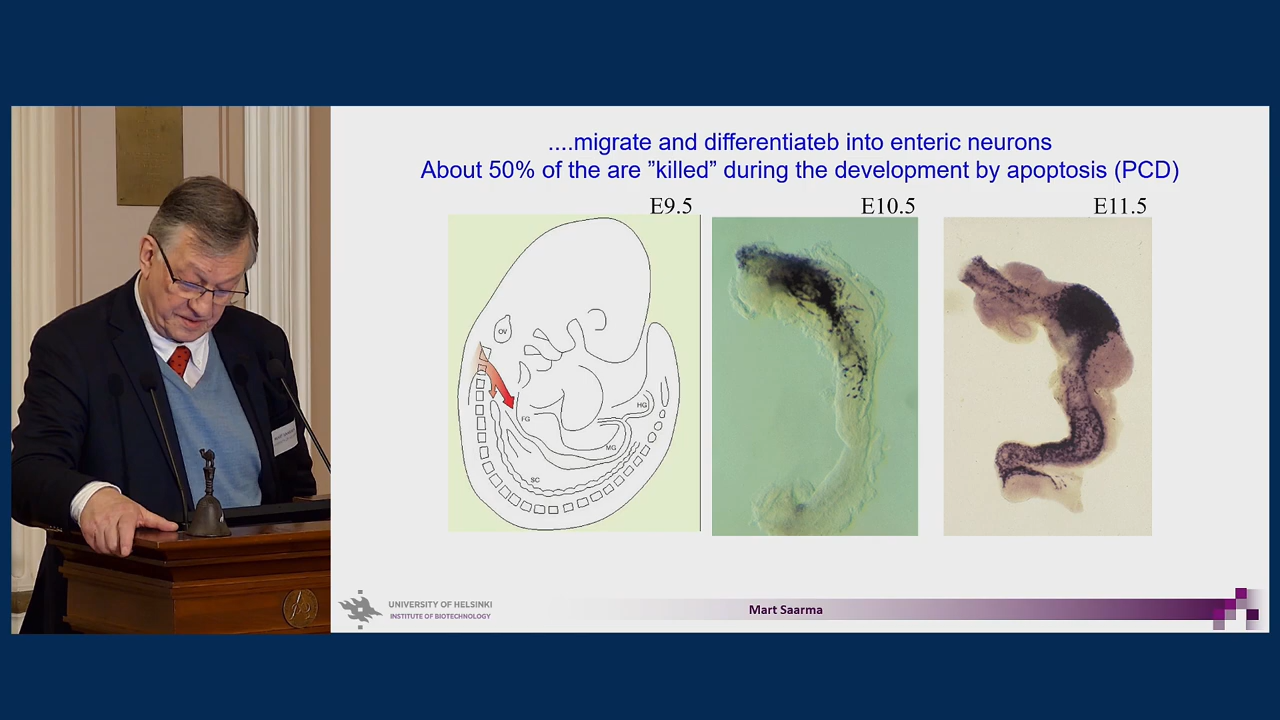 ....migrate and differentiateb into enteric neurons
About 50% of the are ”killed” during the development by apoptosis (PCD)
E9.5
E10.5
E11.5
OV
FG
HG
MG
SC
UNIVERSITY OF HELSINKI
INSTITUTE OF BIOTECHNOLOGY
Mart Saarma